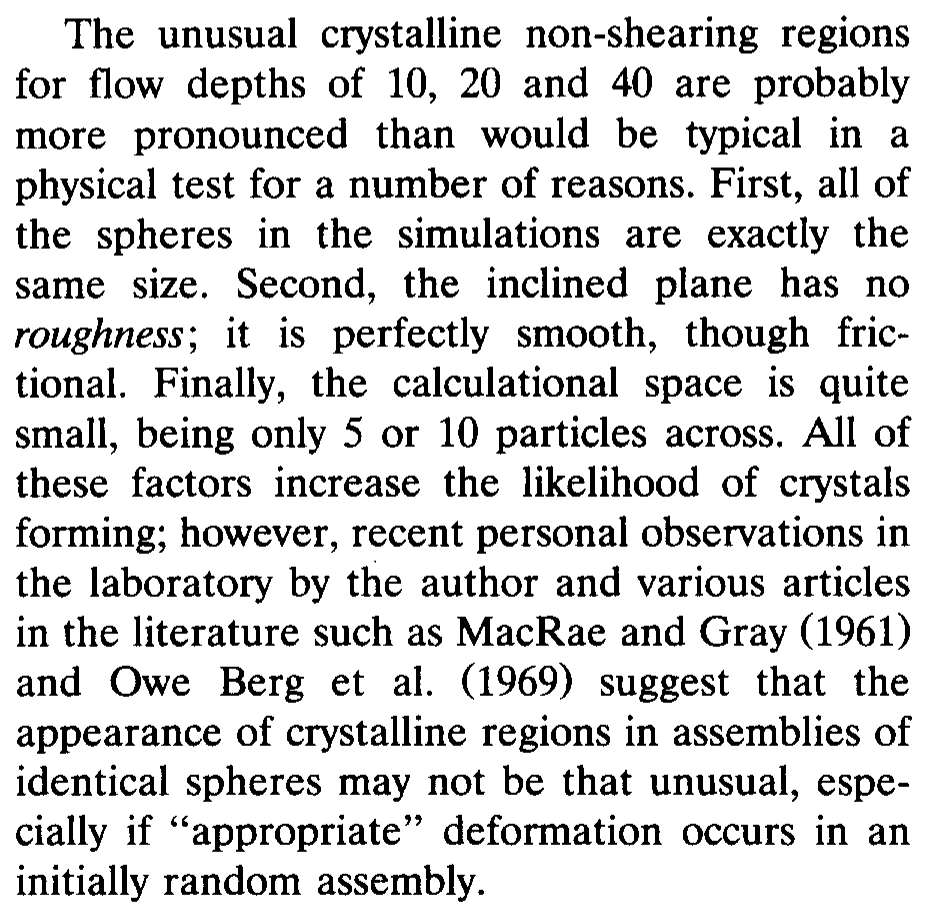 The unusual crystalline non-shearing regions
for flow depths of 10, 20 and 40 are probably
more pronounced than would be typical in a
physical test for a number of reasons. First, all of
the spheres in the simulations are exactly the
same size. Second, the inclined plane has no
roughness; it is perfectly smooth, though fric-
tional. Finally, the calculational space is quite
small, being only 5 or 10 particles across. All of
these factors increase the likelihood of crystals
forming; however, recent personal observations in
the laboratory by the author and various articles
in the literature such as MacRae and Gray (1961)
and Owe Berg et al. (1969) suggest that the
appearance of crystalline regions in assemblies of
identical spheres may not be that unusual, espe-
cially if “appropriate” deformation occurs in an
initially random assembly.